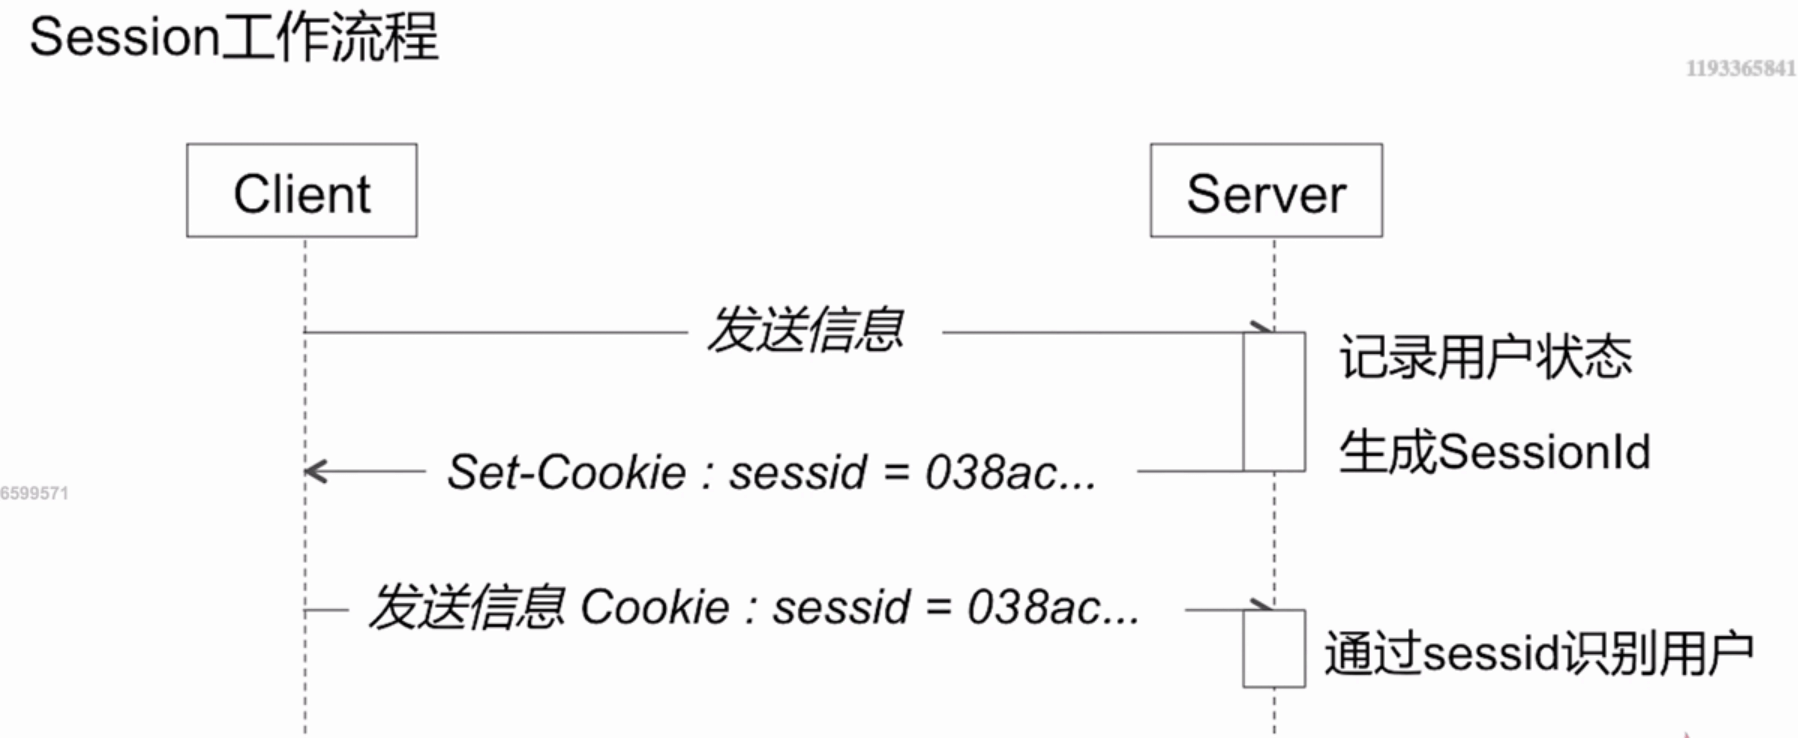 Session工作流程
1193365841
Client
Server
发送信息
记录用户状态
生成SessionId
Set-Cookie : sessid = 038ac...
6599571
发送信息 Cookie : sessid = 038ac...
通过sessid识别用户